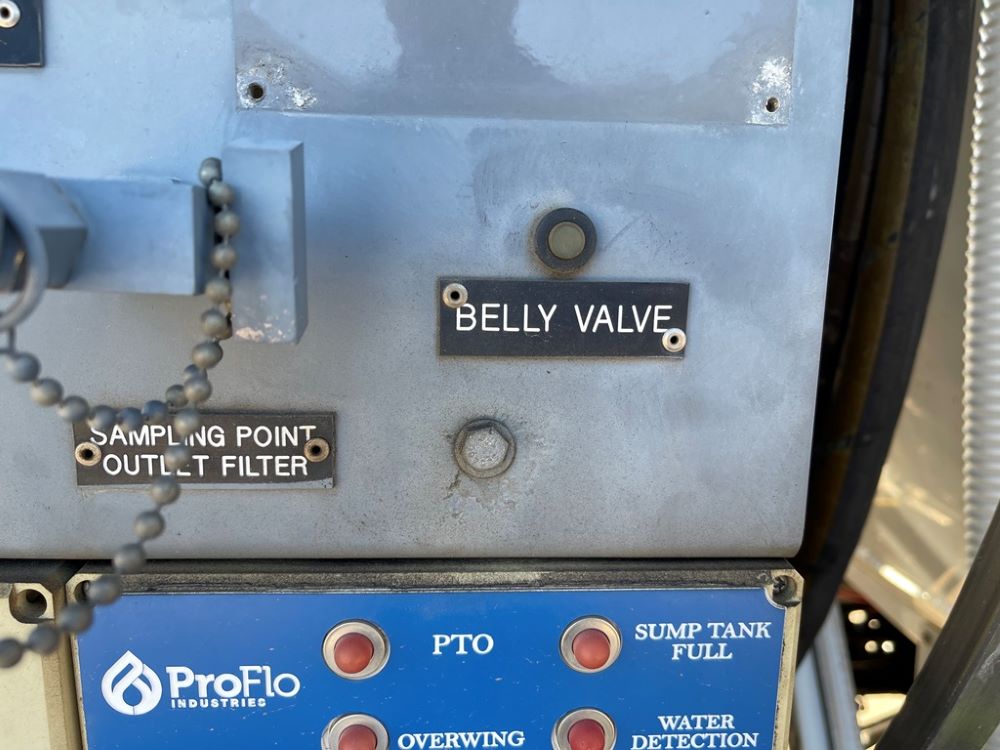 BELLY VALVE
SAMPLING POINT
OUTLET FILTER
ProFlo
INDUSTRIES
PTO
SUMP TANK
FULL
OVERWING
WATER
DETECTION